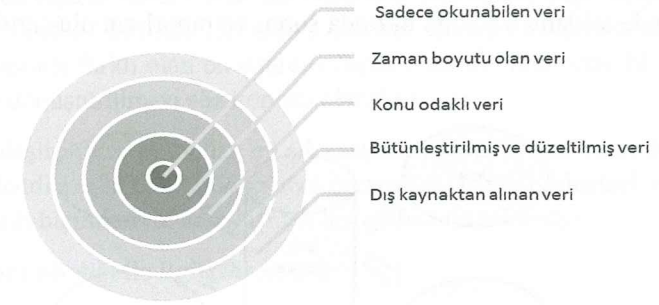 Sadece okunabilen veri
Zaman boyutu olan veri
Konu odaklı veri
Bütünleştirilmiş ve düzeltilmiş veri
Dış kaynaktan alınan veri